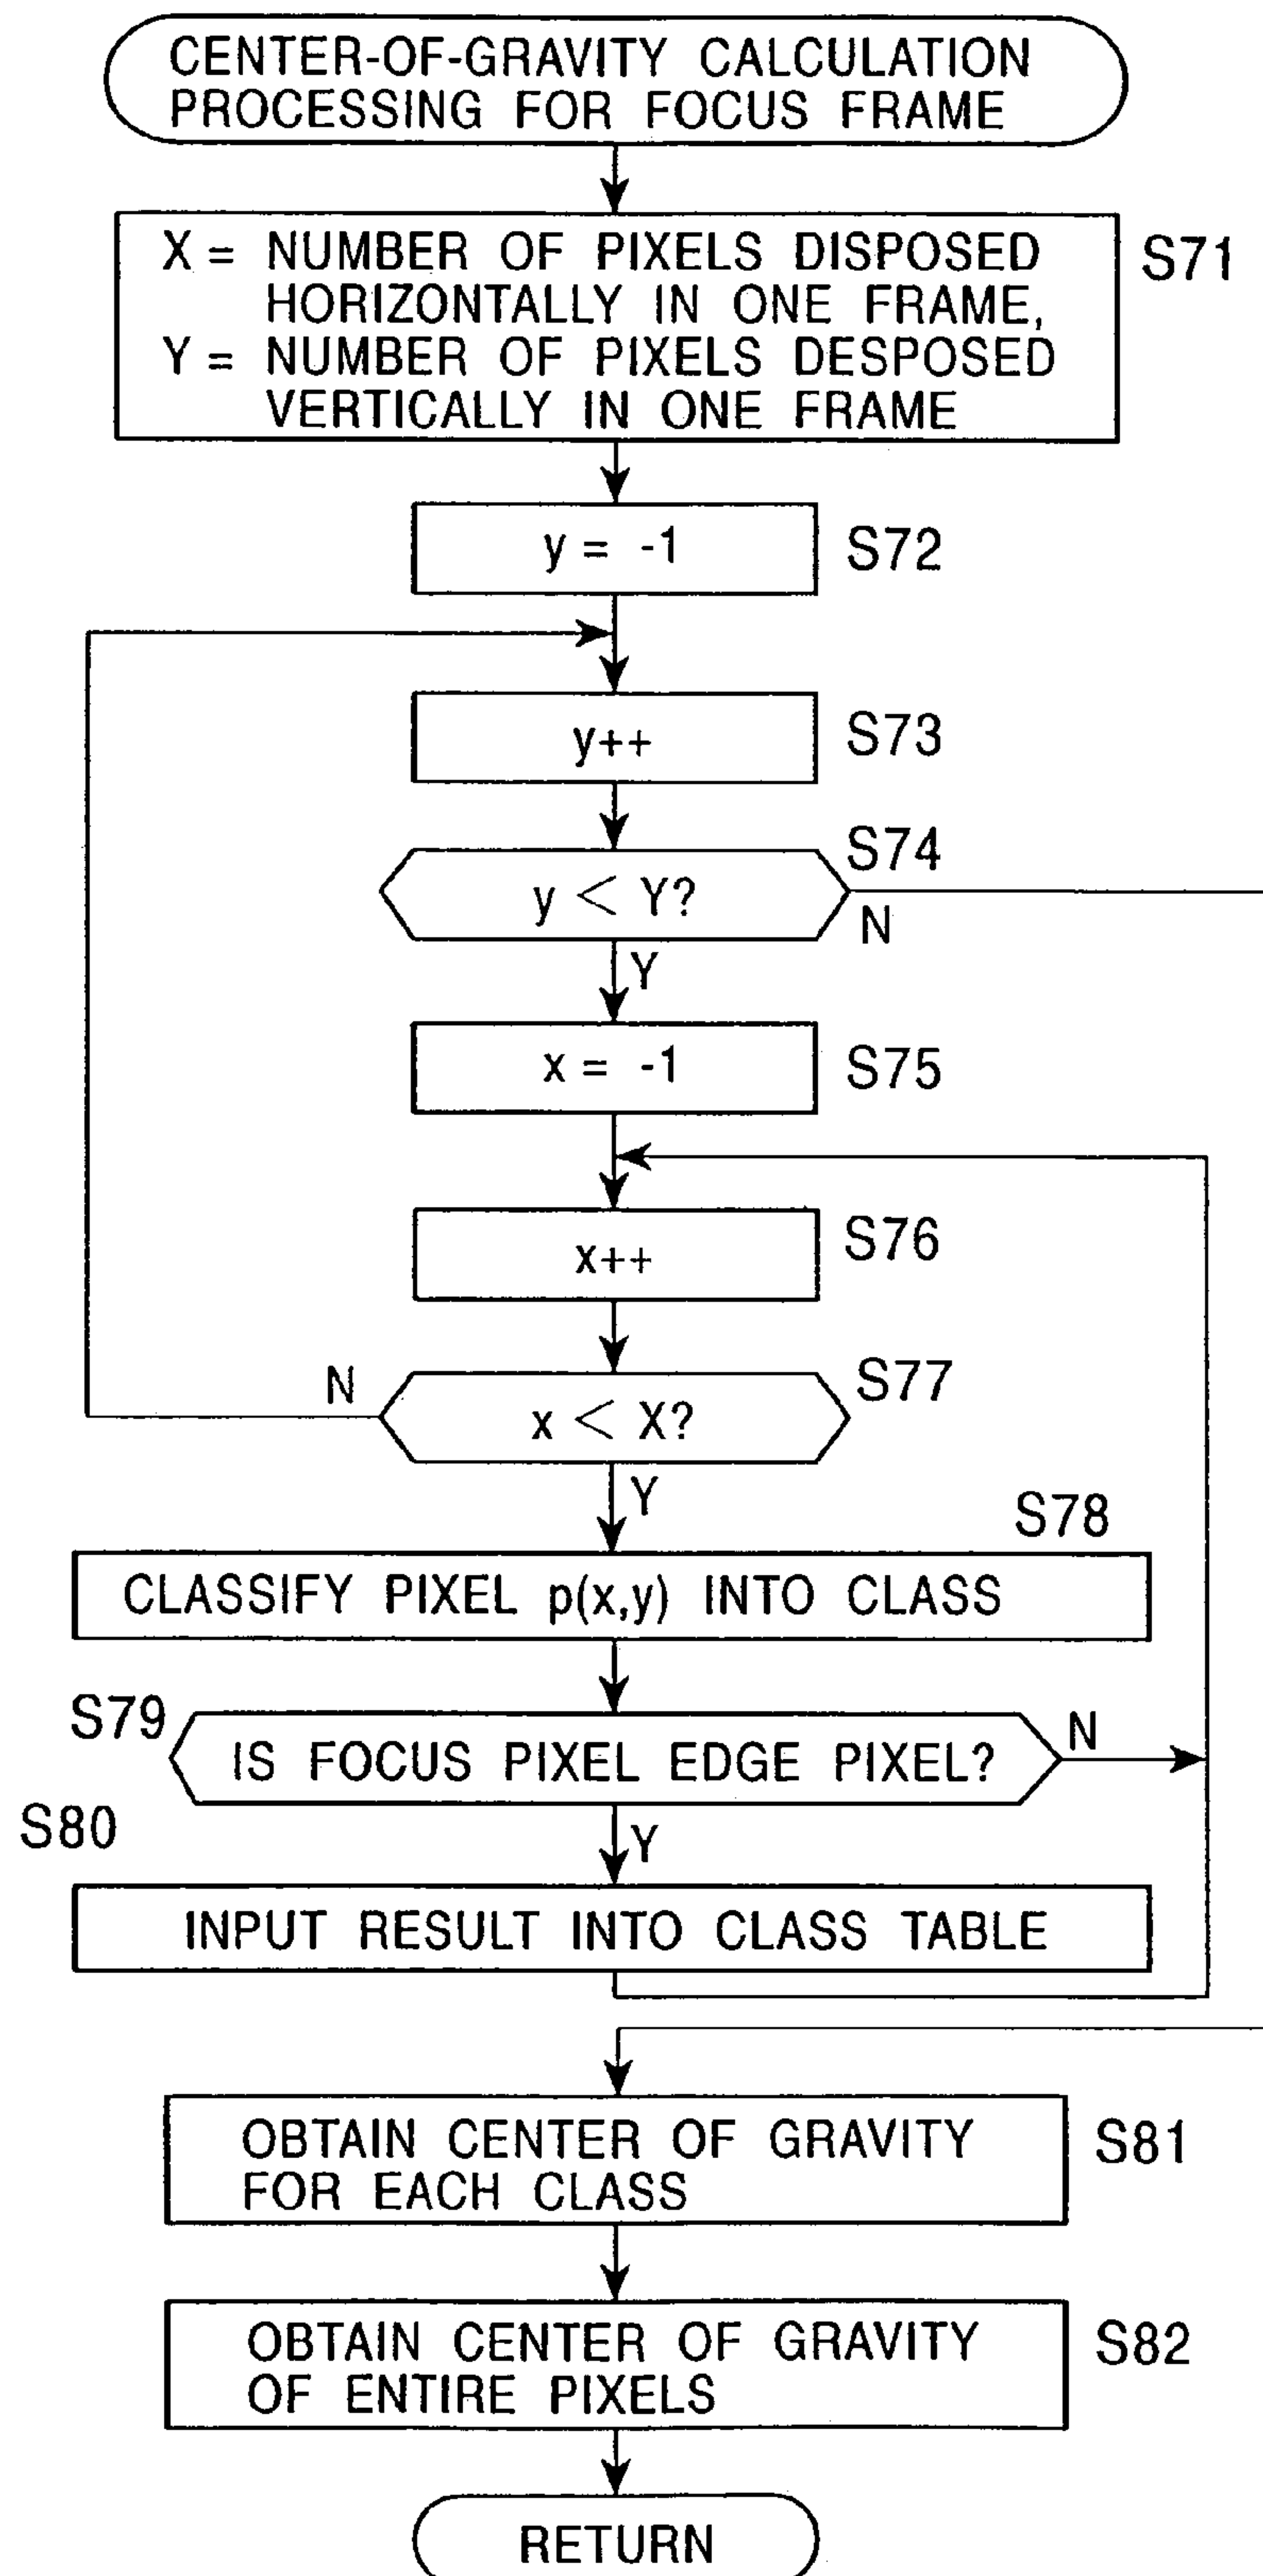 CENTER-OF-GRAVITY CALCULATION
PROCESSING FOR FOCUS FRAME
X = NUMBER OF PIXELS DISPOSED
HORIZONTALLY IN ONE FRAME,
Y = NUMBER OF PIXELS DESPOSED
VERTICALLY IN ONE FRAME
S71
y = -1
S72
y++
S73
S74
y < Y?
N
Y
x = -1
S75
x++
S76
S77
N
x < X?
Y
S78
CLASSIFY PIXEL p(x,y) INTO CLASS
S79
IS FOCUS PIXEL EDGE PIXEL?
N
S80
Y
INPUT RESULT INTO CLASS TABLE
OBTAIN CENTER OF GRAVITY
FOR EACH CLASS
S81
OBTAIN CENTER OF GRAVITY
OF ENTIRE PIXELS
S82
RETURN